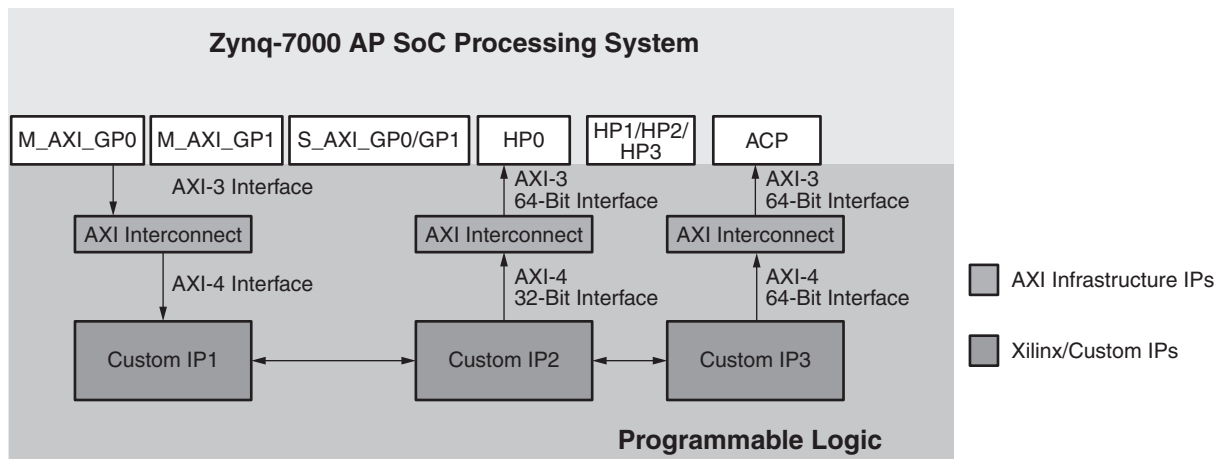 Zynq-7000 AP SoC Processing System
M_AXI_GP0
M_AXI_GP1
S_AXI_GP0/GP1
HP0
HP1/HP2/
HP3
ACP
AXI-3 Interface
AXI-3
64-Bit Interface
AXI-3
64-Bit Interface
AXI Interconnect
AXI Interconnect
AXI Interconnect
AXI-4 Interface
AXI-4
32-Bit Interface
AXI-4
64-Bit Interface
AXI Infrastructure IPs
Custom IP1
Custom IP2
Custom IP3
Xilinx/Custom IPs
Programmable Logic